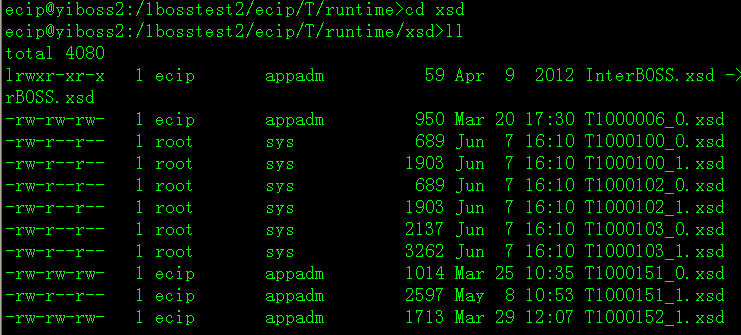 ecip@yiboss2:/1bosstest2/ecip/T/runtime>cd xsd
ecip@yiboss2:/1bosstest2/ecip/T/runtime/xsd>ll
total 4080
lrwxr-xr-x   1 ecip       appadm          59 Apr  9  2012 InterBOSS.xsd ->
rBOSS.xsd
-rw-rw-rw-   1 ecip       appadm         950 Mar 20 17:30 T1000006_0.xsd
-rw-r--r--   1 root       sys            689 Jun  7 16:10 T1000100_0.xsd
-rw-r--r--   1 root       sys           1903 Jun  7 16:10 T1000100_1.xsd
-rw-r--r--   1 root       sys            689 Jun  7 16:10 T1000102_0.xsd
-rw-r--r--   1 root       sys           1903 Jun  7 16:10 T1000102_1.xsd
-rw-r--r--   1 root       sys           2137 Jun  7 16:10 T1000103_0.xsd
-rw-r--r--   1 root       sys           3262 Jun  7 16:10 T1000103_1.xsd
-rw-rw-rw-   1 ecip       appadm        1014 Mar 25 10:35 T1000151_0.xsd
-rw-r--r--   1 ecip       appadm        2597 May  8 10:53 T1000151_1.xsd
-rw-rw-rw-   1 ecip       appadm        1713 Mar 29 12:07 T1000152_1.xsd